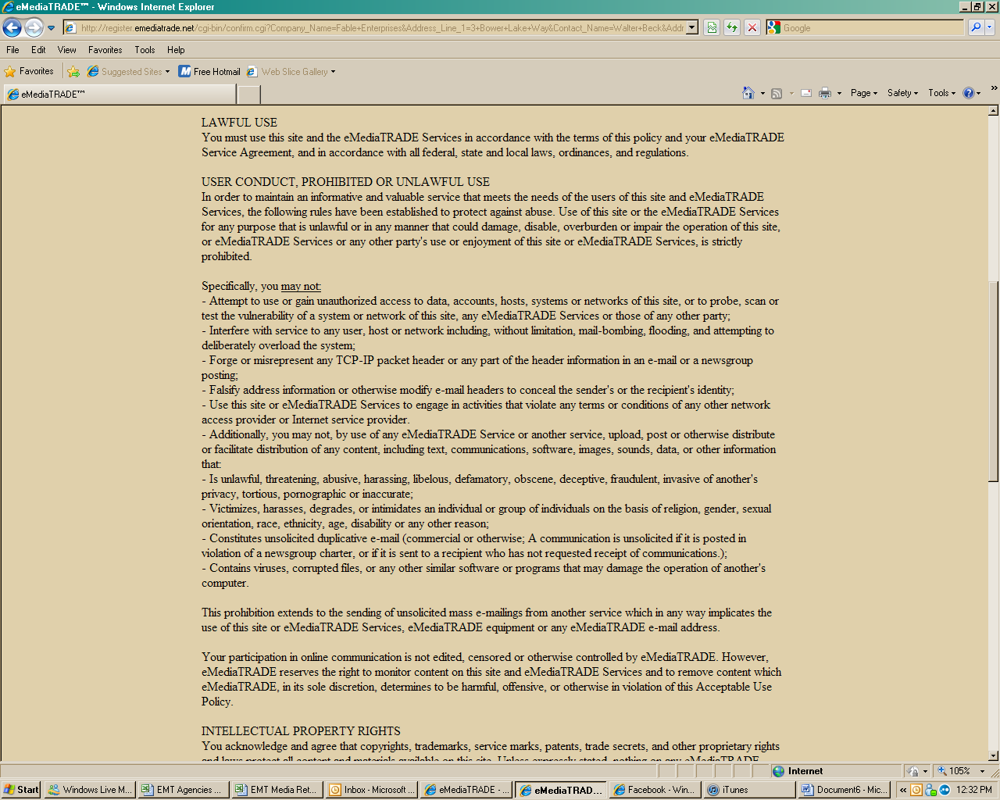 eMediaTRADE™ - Windows Internet Explorer
http://register.emediatrade.net/cgi-bin/confirm.cgi?Company_Name=Fable+Enterprises&Address_Line_1=3+Bower+Lake+Way&Contact_Name=Walter+Beck&Addr
Google
File Edit View Favorites Tools Help
Favorites Suggested Sites Free Hotmail Web Slice Gallery
eMediaTRADE™
Page Safety Tools
LAWFUL USE
You must use this site and the eMediaTRADE Services in accordance with the terms of this policy and your eMediaTRADE
Service Agreement, and in accordance with all federal, state and local laws, ordinances, and regulations.
USER CONDUCT, PROHIBITED OR UNLAWFUL USE
In order to maintain an informative and valuable service that meets the needs of the users of this site and eMediaTRADE
Services, the following rules have been established to protect against abuse. Use of this site or the eMediaTRADE Services
for any purpose that is unlawful or in any manner that could damage, disable, overburden or impair the operation of this site,
or eMediaTRADE Services or any other party's use or enjoyment of this site or eMediaTRADE Services, is strictly
prohibited.
Specifically, you may not:
- Attempt to use or gain unauthorized access to data, accounts, hosts, systems or networks of this site, or to probe, scan or
test the vulnerability of a system or network of this site, any eMediaTRADE Services or those of any other party;
- Interfere with service to any user, host or network including, without limitation, mail-bombing, flooding, and attempting to
deliberately overload the system;
- Forge or misrepresent any TCP-IP packet header or any part of the header information in an e-mail or a newsgroup
posting;
- Falsify address information or otherwise modify e-mail headers to conceal the sender's or the recipient's identity;
- Use this site or eMediaTRADE Services to engage in activities that violate any terms or conditions of any other network
access provider or Internet service provider.
- Additionally, you may not, by use of any eMediaTRADE Service or another service, upload, post or otherwise distribute
or facilitate distribution of any content, including text, communications, software, images, sounds, data, or other information
that:
- Is unlawful, threatening, abusive, harassing, libelous, defamatory, obscene, deceptive, fraudulent, invasive of another's
privacy, tortious, pornographic or inaccurate;
- Victimizes, harasses, degrades, or intimidates an individual or group of individuals on the basis of religion, gender, sexual
orientation, race, ethnicity, age, disability or any other reason;
- Constitutes unsolicited duplicative e-mail (commercial or otherwise; A communication is unsolicited if it is posted in
violation of a newsgroup charter, or if it is sent to a recipient who has not requested receipt of communications.);
- Contains viruses, corrupted files, or any other similar software or programs that may damage the operation of another's
computer.
This prohibition extends to the sending of unsolicited mass e-mailings from another service which in any way implicates the
use of this site or eMediaTRADE Services, eMediaTRADE equipment or any eMediaTRADE e-mail address.
Your participation in online communication is not edited, censored or otherwise controlled by eMediaTRADE. However,
eMediaTRADE reserves the right to monitor content on this site and eMediaTRADE Services and to remove content which
eMediaTRADE, in its sole discretion, determines to be harmful, offensive, or otherwise in violation of this Acceptable Use
Policy.
INTELLECTUAL PROPERTY RIGHTS
You acknowledge and agree that copyrights, trademarks, service marks, patents, trade secrets, and other proprietary rights
and laws protect all content and materials available on this site. Unless expressly stated, nothing on any eMediaTRADE
Internet 105%
Start Windows Live M... EMT Agencies ... EMT Media Ret... Inbox - Microsoft ... eMediaTRADE - ... eMediaTRAD... Facebook - Win... iTunes Document6 - Mic... « 12:32 PM